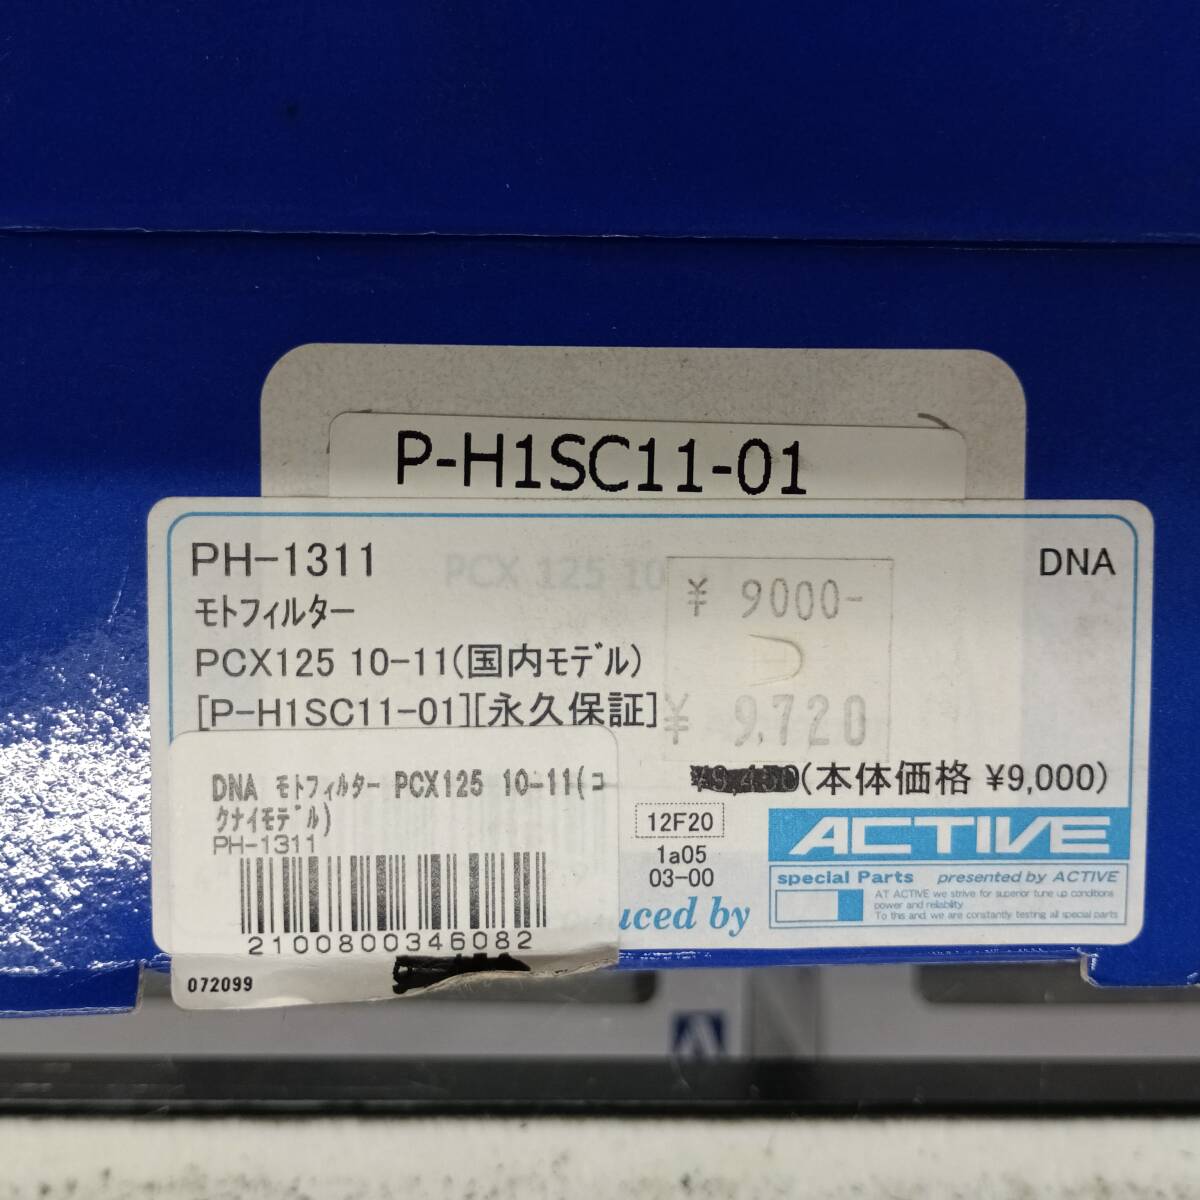 P-H1SC11-01
PH-1311
DNA
モトフィルター
PCX 125 10
¥ 9000-
PCX125 10-11(国内モデル)
[P-H1SC11-01][永久保証]
¥ 9,720
(本体価格 ¥9,000)
DNA モトフィルター PCX125 10-11(コ
クナイモデル)
PH-1311
2100800346082
072099
12F20
1a05
03-00
uced by
ACTIVE
special Parts presented by ACTIVE
AT ACTIVE we strive for superior tune up conditions
power and reliability
To this and we are constantly testing all special parts